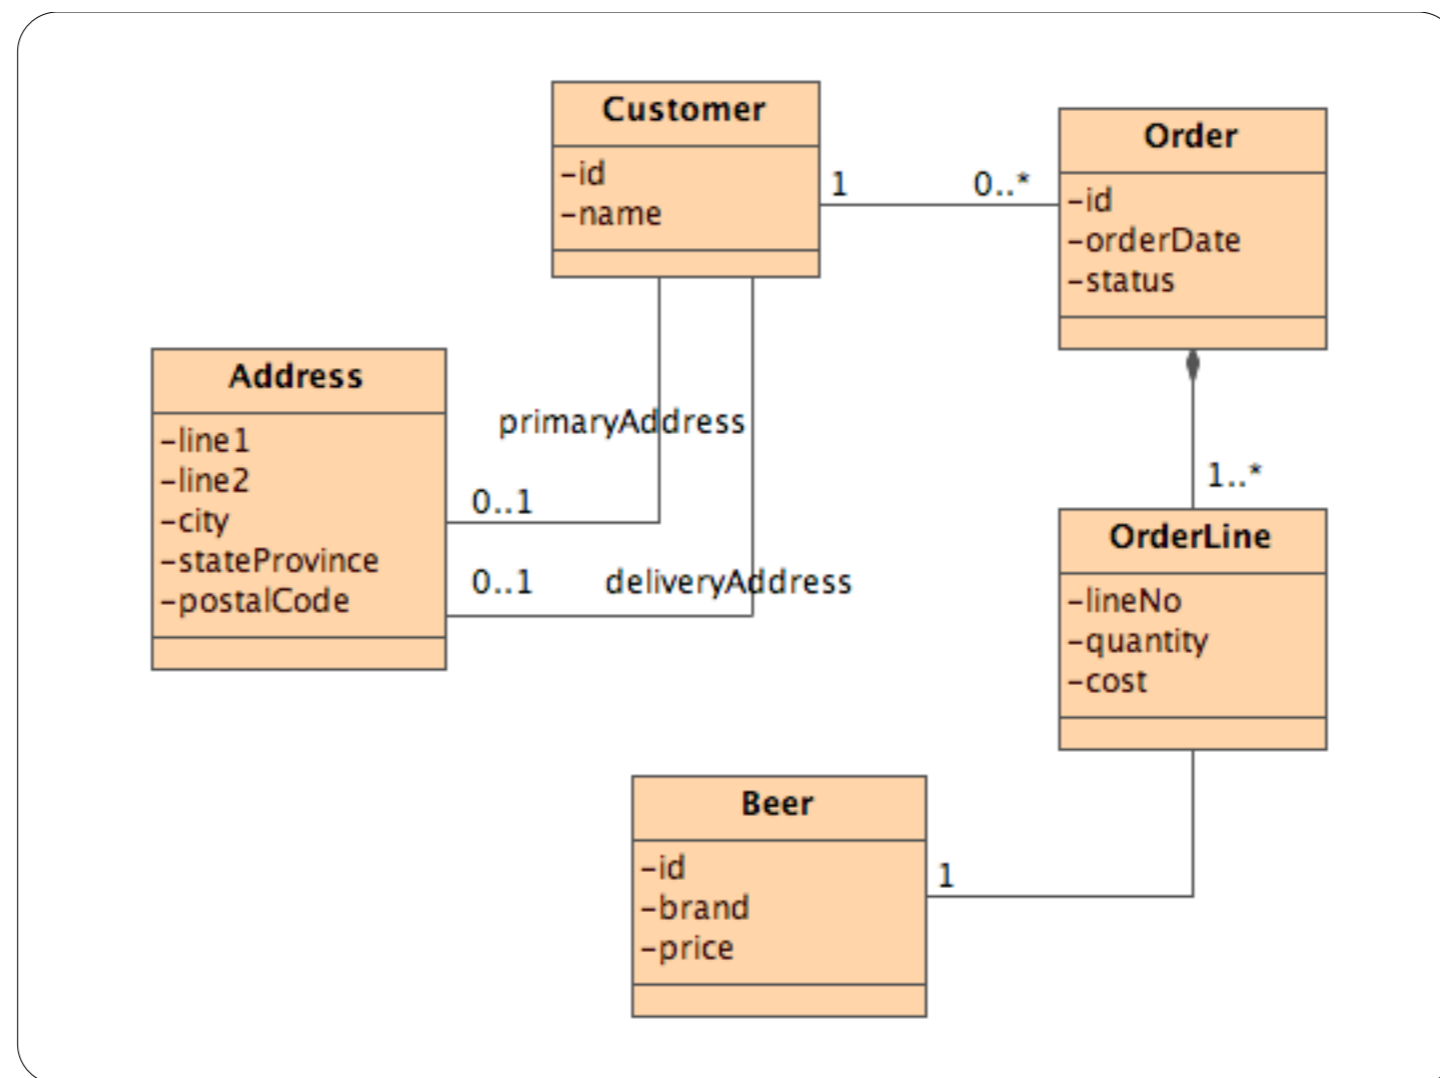 Customer
-id
-name
1
0..*
Order
-id
-orderDate
-status
Address
-line1
-line2
-city
-stateProvince
-postalCode
primaryAddress
0..1
0..1
deliveryAddress
1..*
OrderLine
-lineNo
-quantity
-cost
Beer
-id
-brand
-price
1